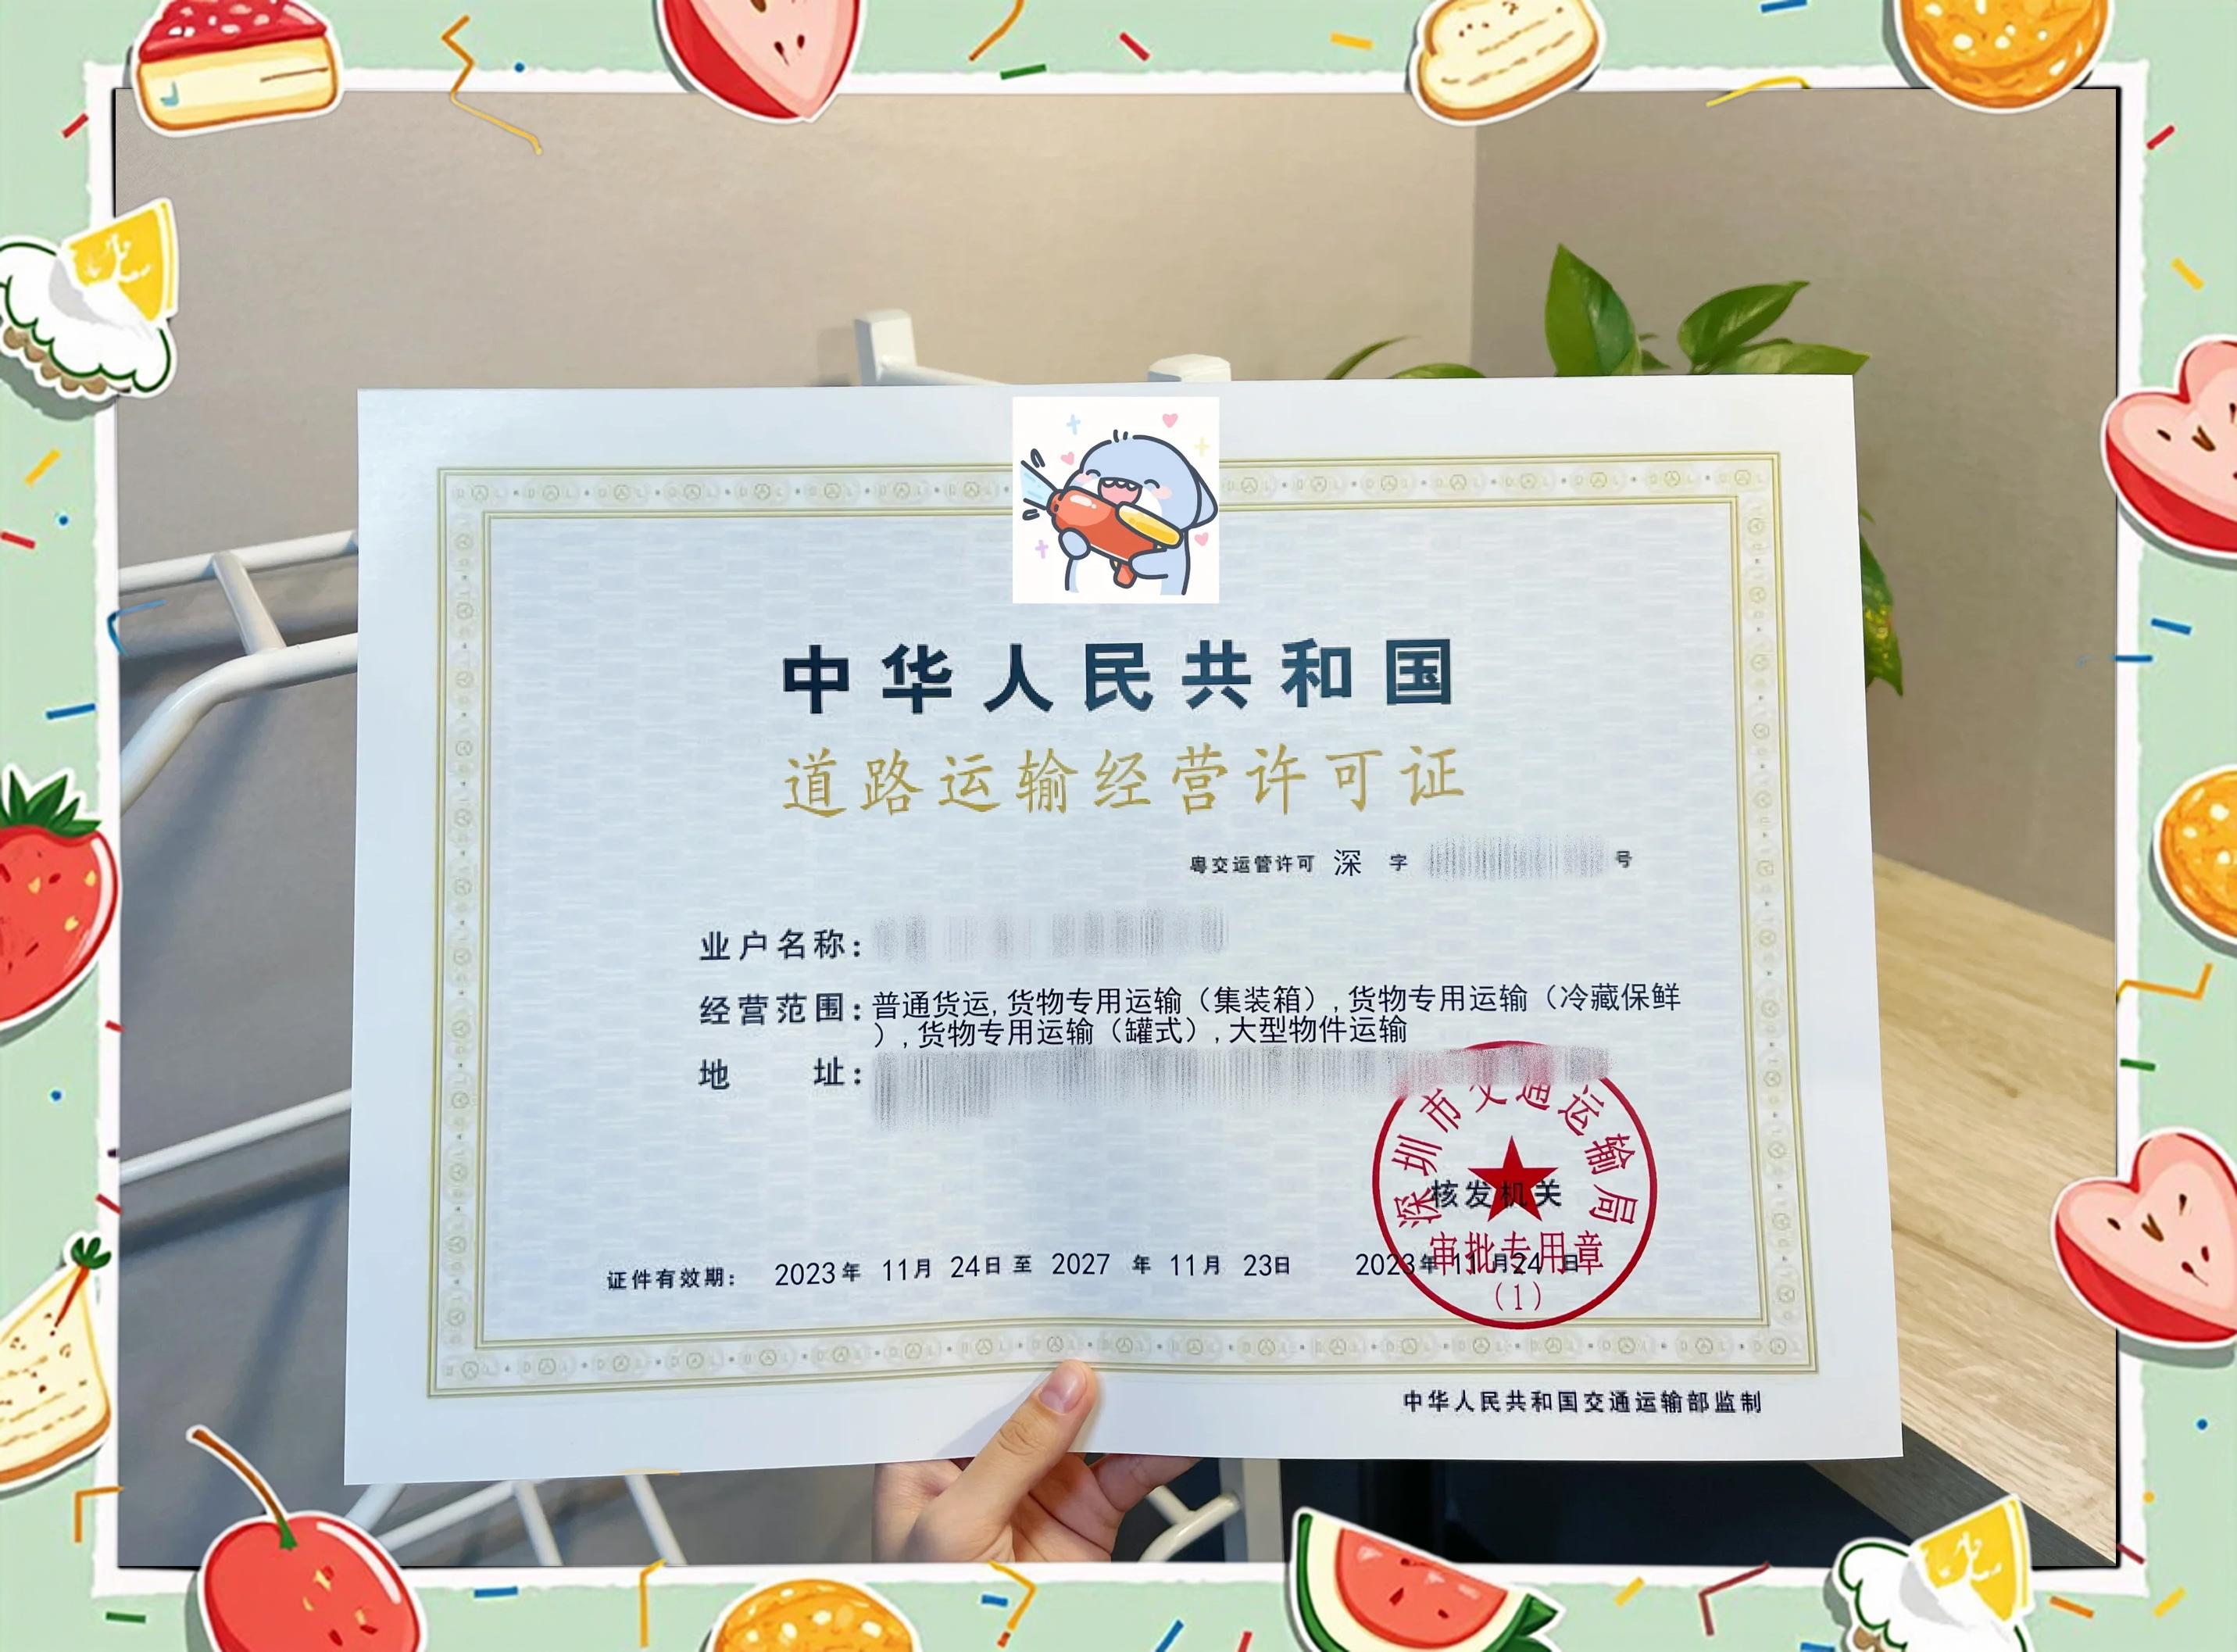 中华人民共和国
道路运输经营许可证
粤交运管许可 深 字 号
业户名称:
经营范围:普通货运,货物专用运输(集装箱),货物专用运输(冷藏保鲜
),货物专用运输(罐式),大型物件运输
地 址:
深圳市交通运输局
核发机关
审批专用章
(1)
证件有效期: 2023年 11月 24日 至 2027 年 11月 23日 2023年 11月24 日
中华人民共和国交通运输部监制